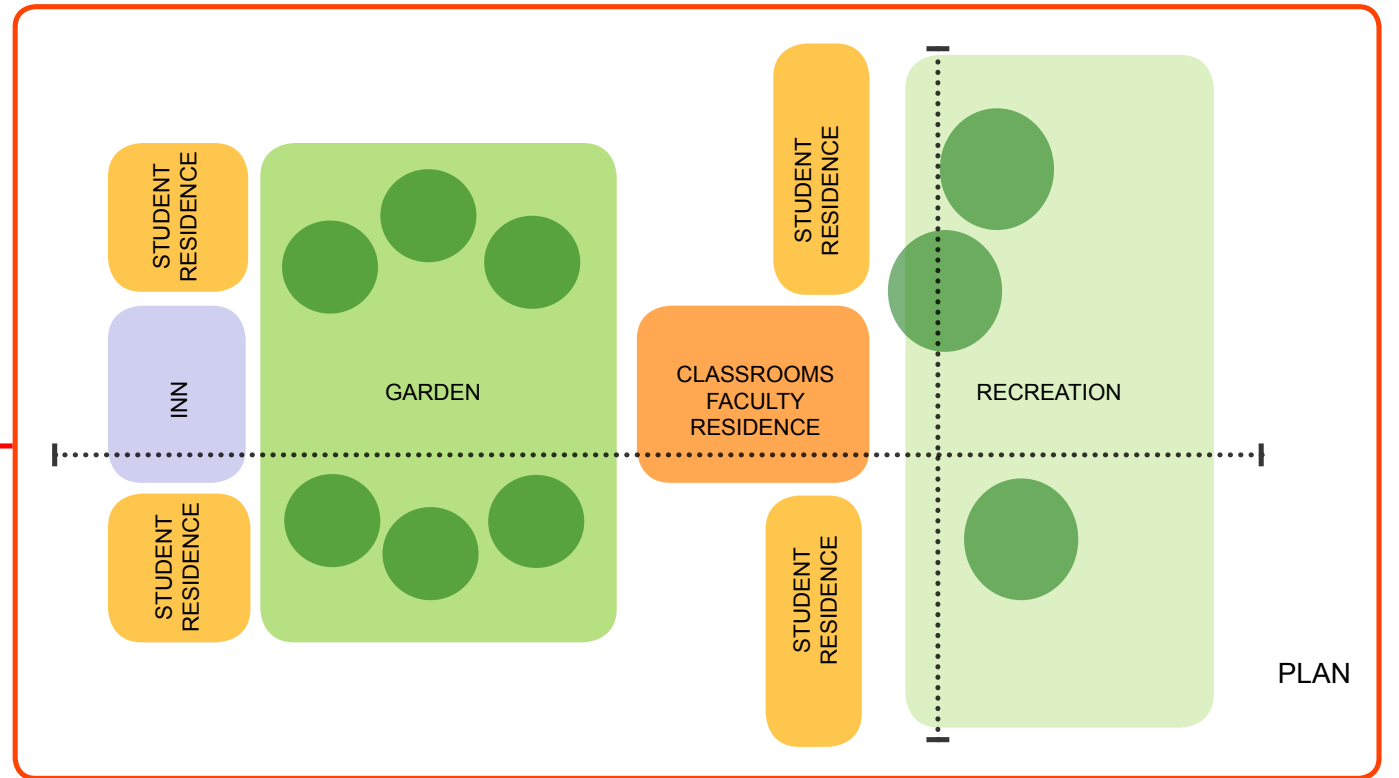 STUDENT
RESIDENCE
INN
STUDENT
RESIDENCE
GARDEN
CLASSROOMS
FACULTY
RESIDENCE
STUDENT
RESIDENCE
STUDENT
RESIDENCE
RECREATION
PLAN